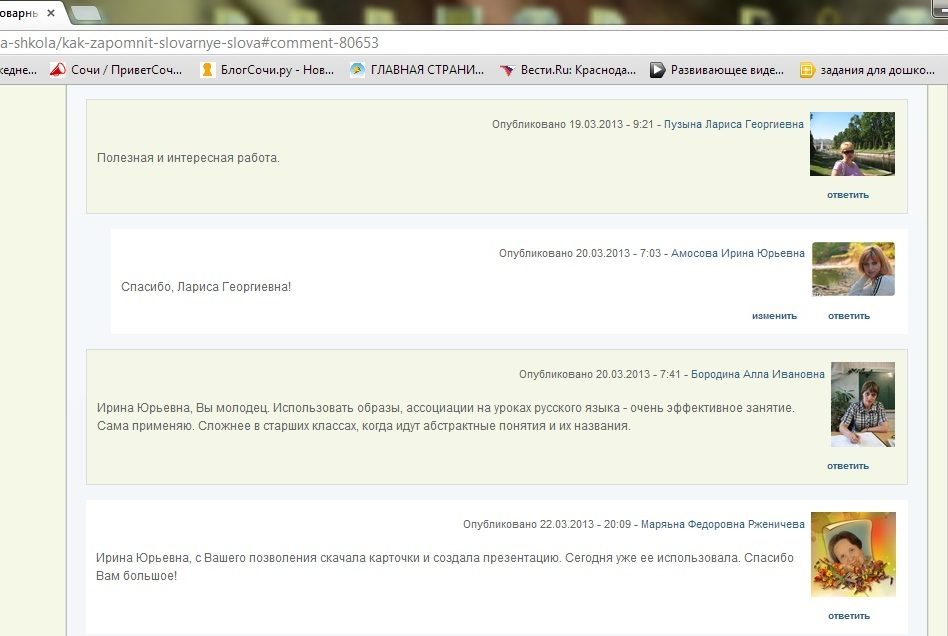 оварнь
a-shkola/kak-zapomnit-slovarnye-slova#comment-80653
кедне... Сочи / ПриветСоч... БлогСочи.ру - Нов... ГЛАВНАЯ СТРАНИ... Вести.Ru: Краснода... Развивающее виде... задания для дошко...
Опубликовано 19.03.2013 - 9:21 - Пузына Лариса Георгиевна
Полезная и интересная работа.
ответить
Опубликовано 20.03.2013 - 7:03 - Амосова Ирина Юрьевна
Спасибо, Лариса Георгиевна!
изменить ответить
Опубликовано 20.03.2013 - 7:41 - Бородина Алла Ивановна
Ирина Юрьевна, Вы молодец. Использовать образы, ассоциации на уроках русского языка - очень эффективное занятие.
Сама применяю. Сложнее в старших классах, когда идут абстрактные понятия и их названия.
ответить
Опубликовано 22.03.2013 - 20:09 - Маряьна Федоровна Рженичева
Ирина Юрьевна, с Вашего позволения скачала карточки и создала презентацию. Сегодня уже ее использовала. Спасибо
Вам большое!
ответить